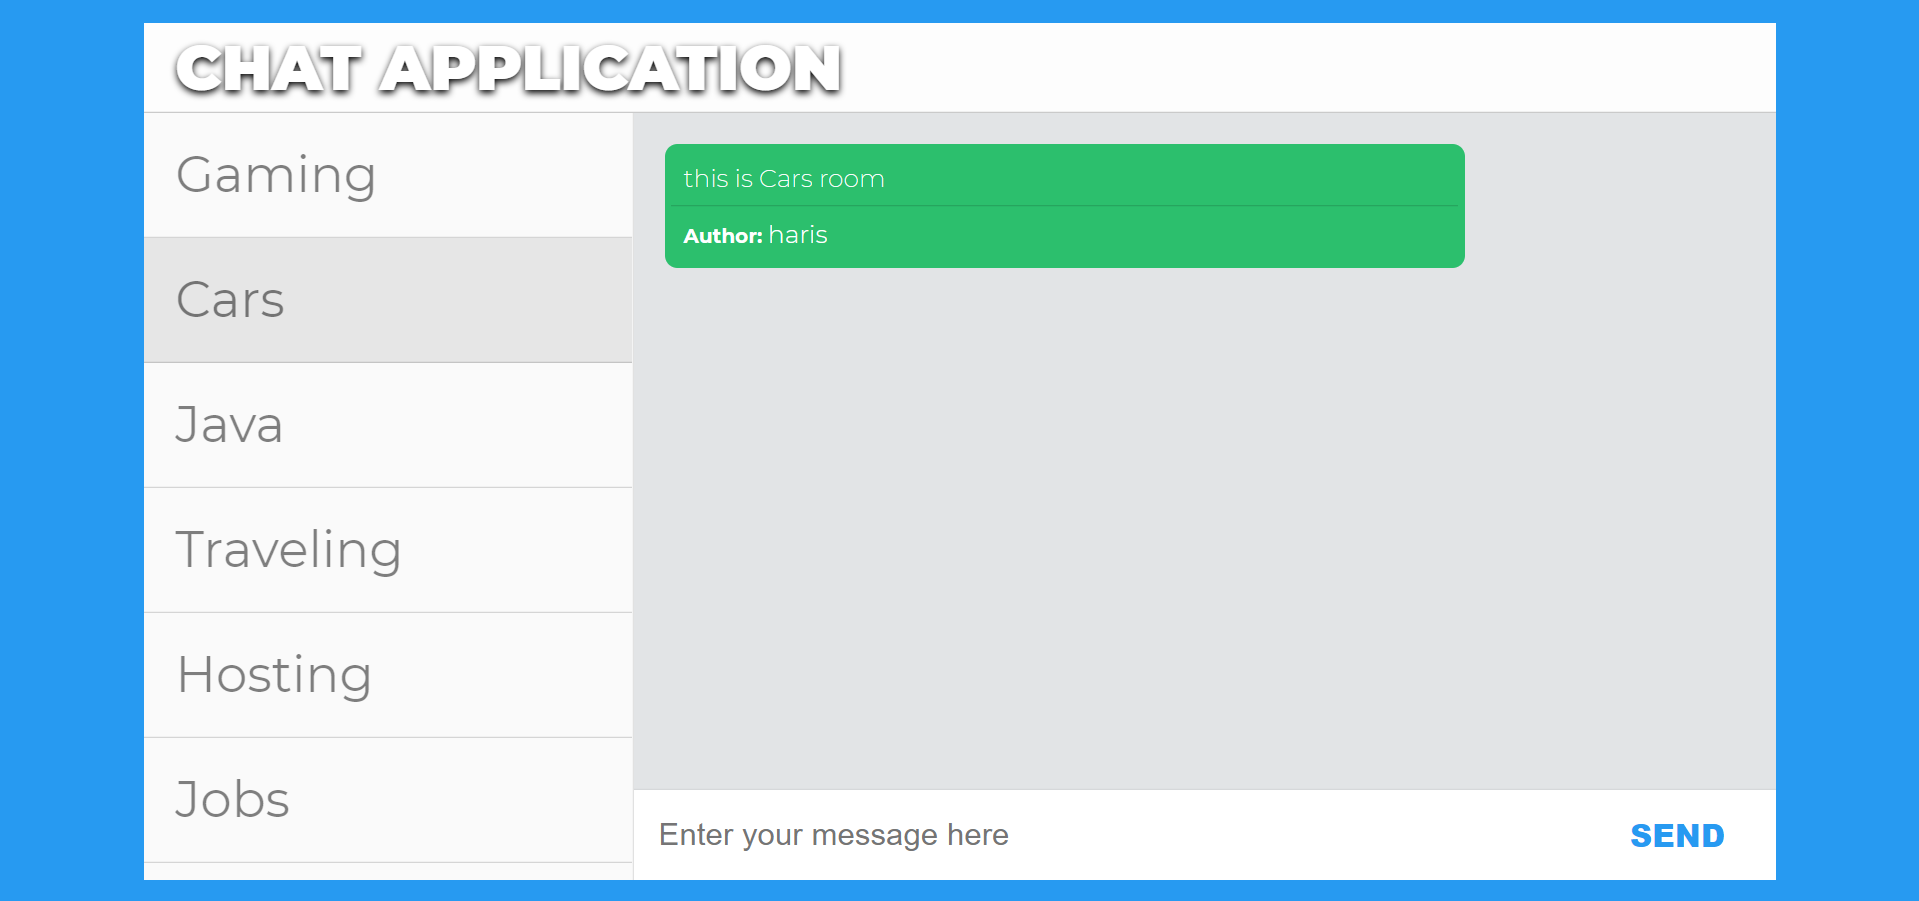 CHAT APPLICATION
Gaming
Cars
Java
Traveling
Hosting
Jobs
this is Cars room
Author: haris
Enter your message here
SEND